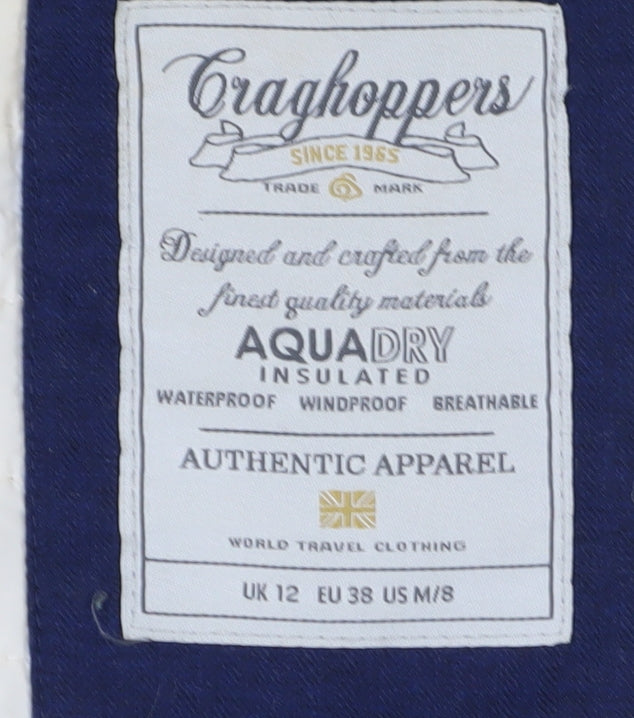 Craghoppers
SINCE 1965
TRADE MARK
Designed and crafted from the
finest quality materials
AQUADRY
INSULATED
WATERPROOF WINDPROOF BREATHABLE
AUTHENTIC APPAREL
WORLD TRAVEL CLOTHING
UK 12 EU 38 US M/8